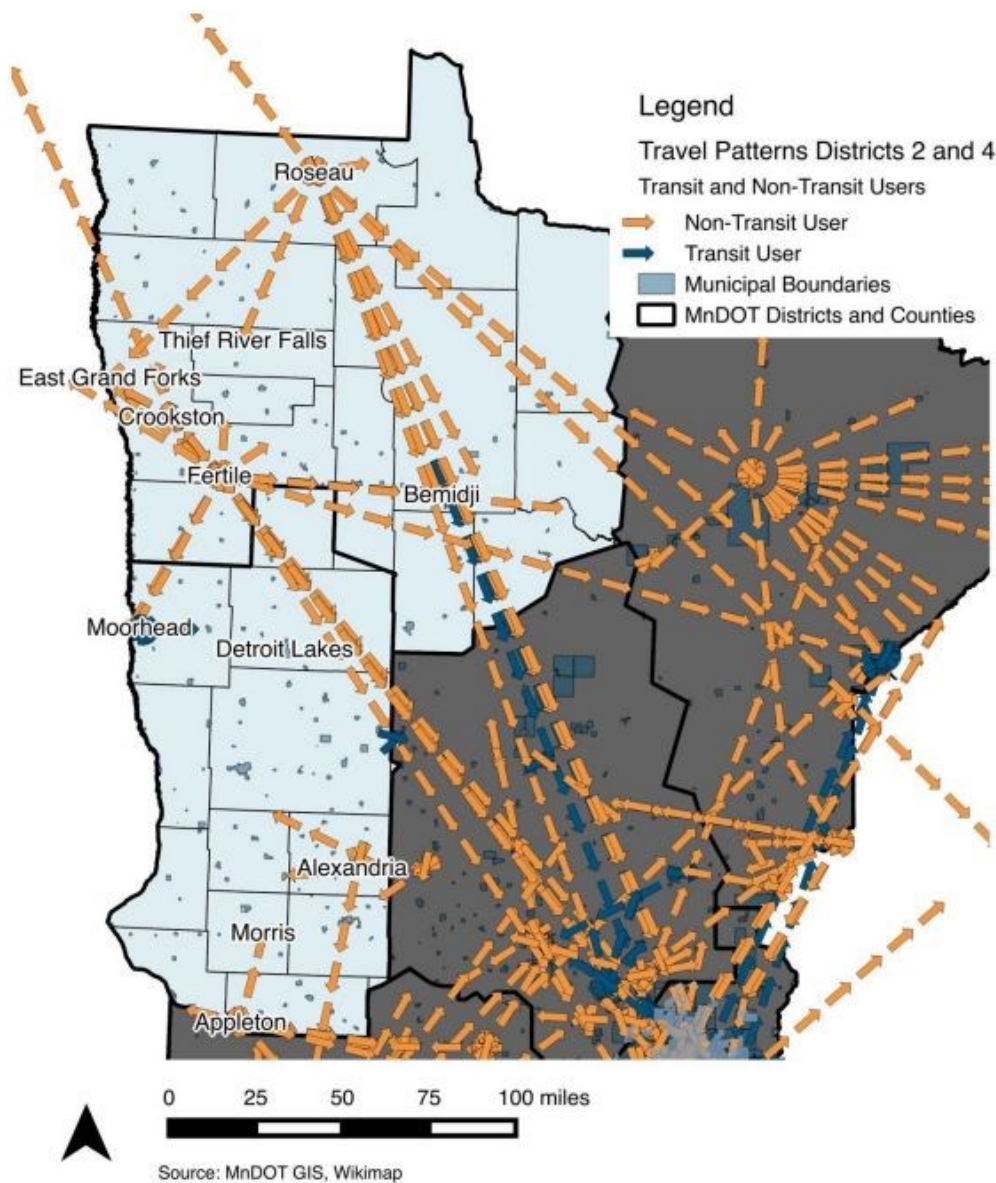 Legend
Travel Patterns Districts 2 and 4
Transit and Non-Transit Users
Non-Transit User
Transit User
Municipal Boundaries
MnDOT Districts and Counties
Roseau
Thief River Falls
East Grand Forks
Crookston
Fertile
Bemidji
Moorhead
Detroit Lakes
Alexandria
Morris
Appleton
0 25 50 75 100 miles
Source: MnDOT GIS, Wikimap